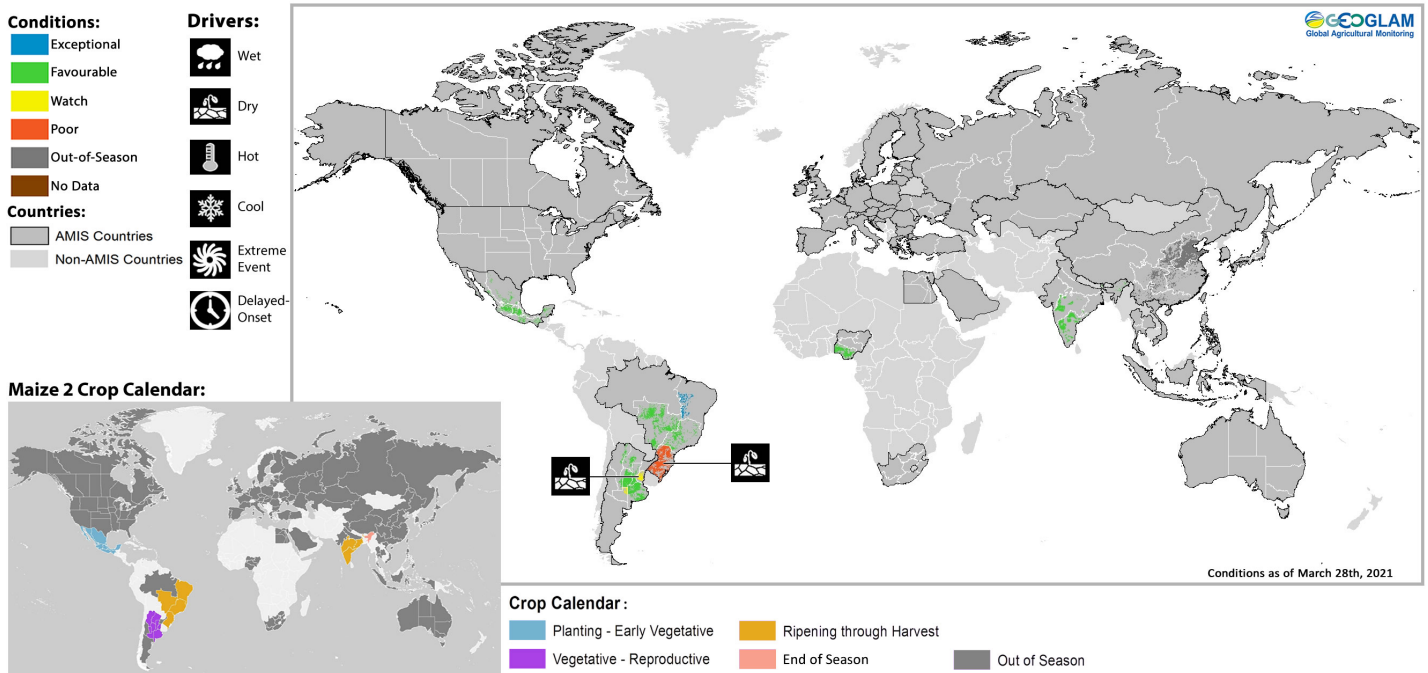 Conditions:
Exceptional
Favourable
Watch
Poor
Out-of-Season
No Data
Countries:
AMIS Countries
Non-AMIS Countries
Drivers:
Wet
Dry
Hot
Cool
Extreme
Event
Delayed-
Onset
GEOGLAM
Global Agricultural Monitoring
Maize 2 Crop Calendar:
Conditions as of March 28th, 2021
Crop Calendar :
Planting - Early Vegetative
Ripening through Harvest
Vegetative - Reproductive
End of Season
Out of Season